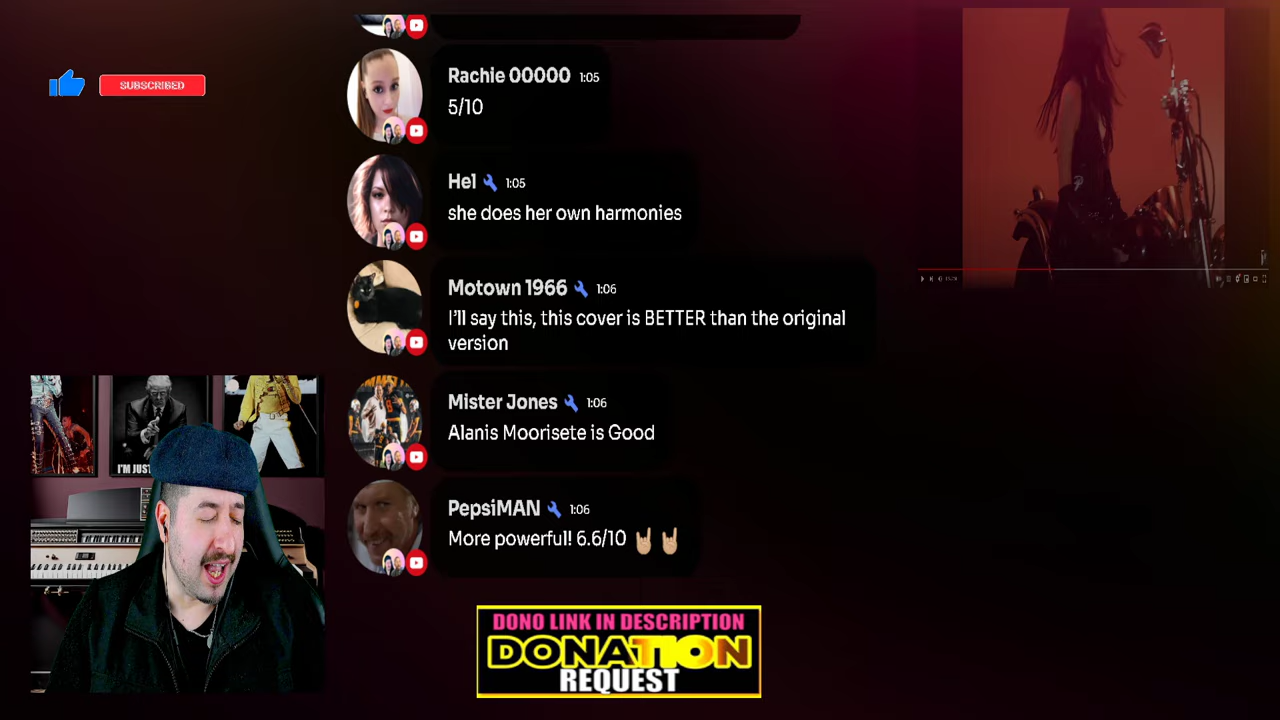 SUBSCRIBED
Rachie 00000 1:05
5/10
Hel 1:05
she does her own harmonies
Motown 1966 1:06
I'll say this, this cover is BETTER than the original
version
Mister Jones 1:06
Alanis Moorisete is Good
PepsiMAN 1:06
More powerful! 6.6/10 🤘🏼 🤘🏼
I'M JUST
DONO LINK IN DESCRIPTION
DONATION
REQUEST